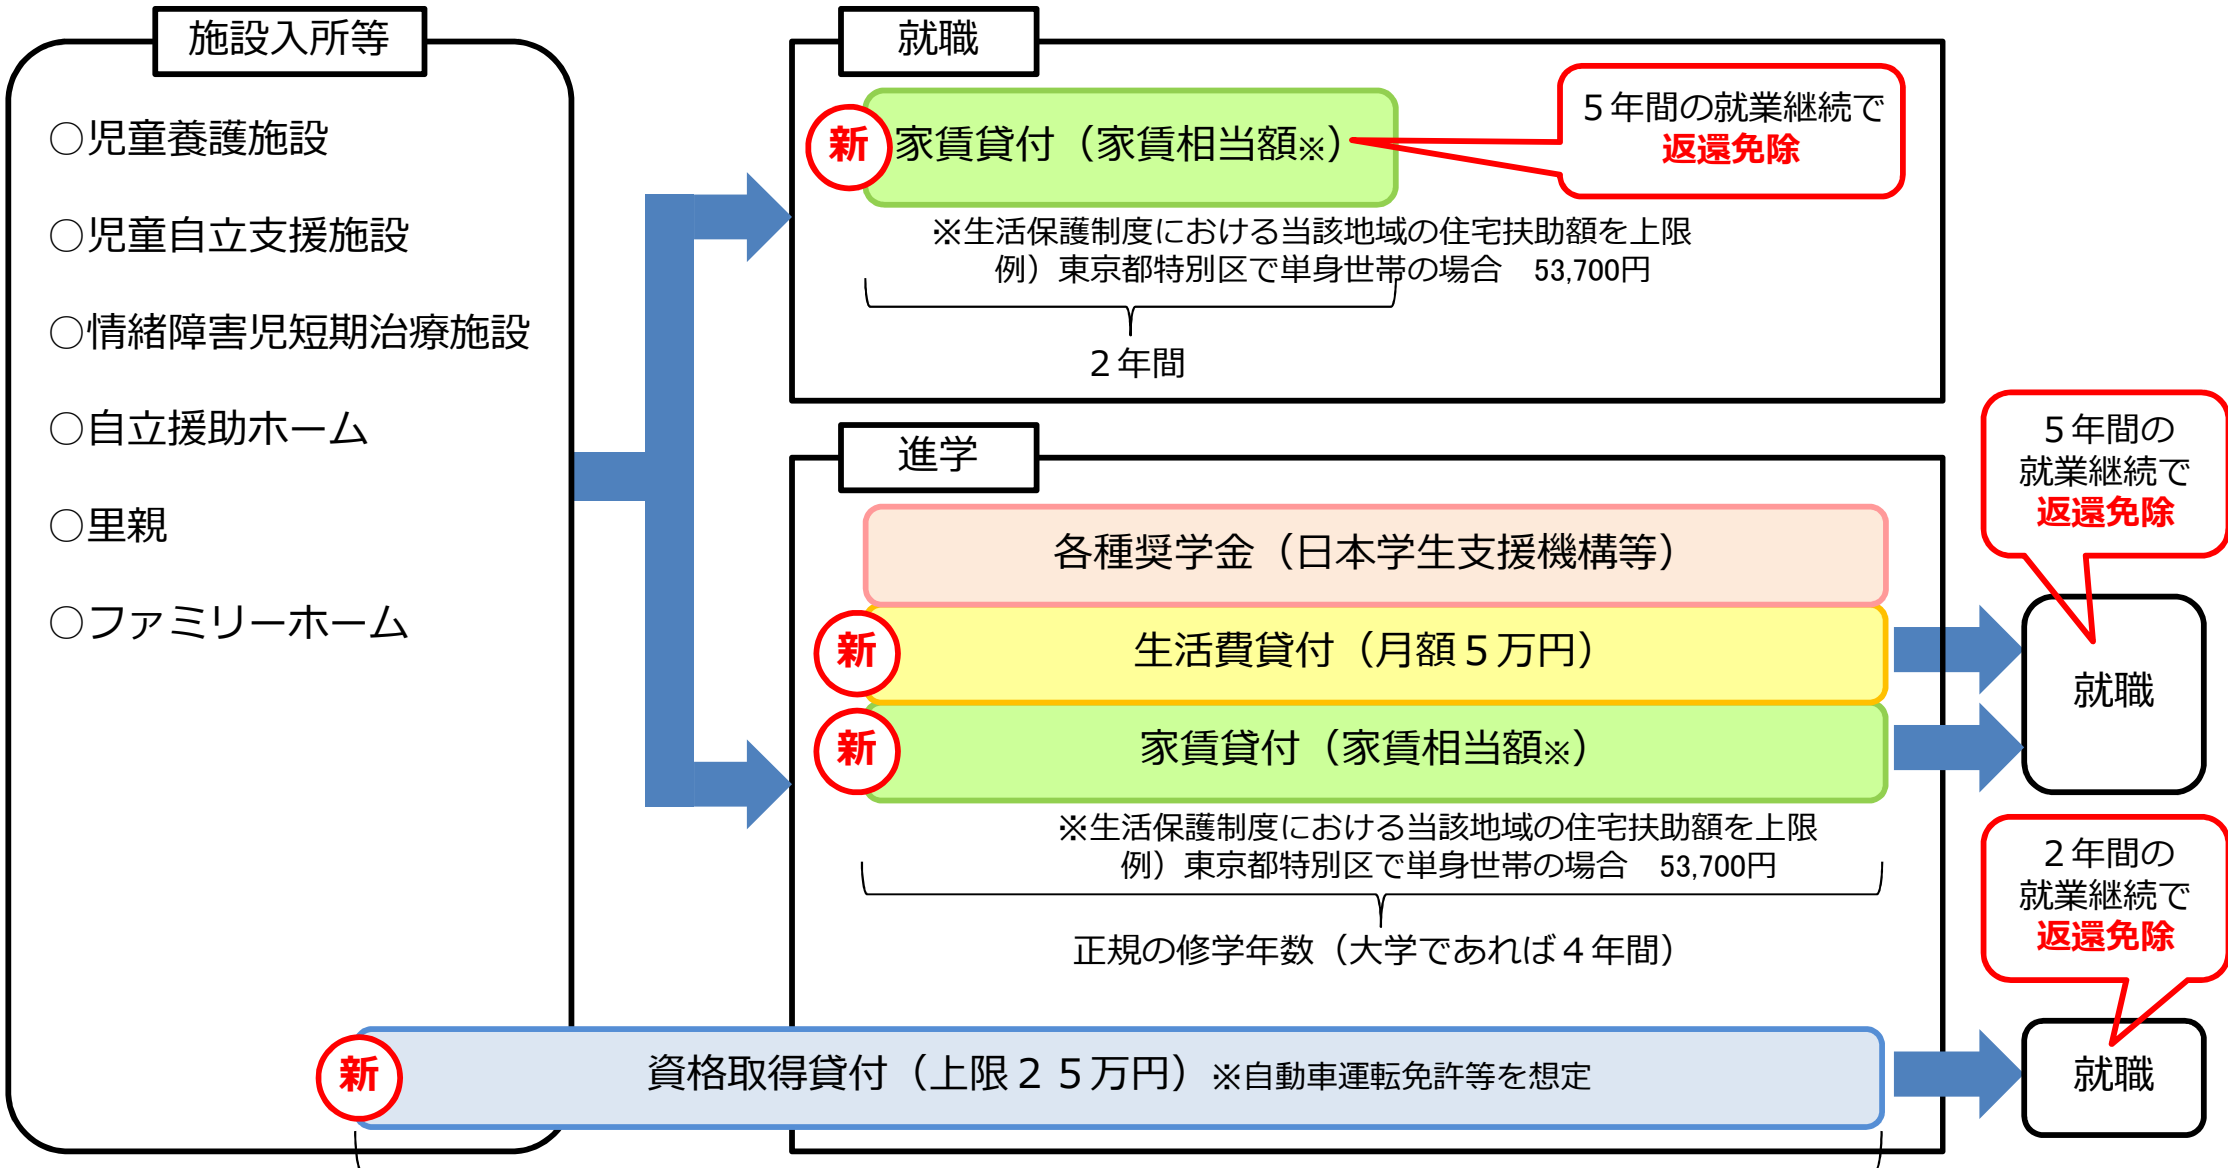 施設入所等
○児童養護施設
○児童自立支援施設
○情緒障害児短期治療施設
○自立援助ホーム
○里親
○ファミリーホーム
就職
新
家賃貸付（家賃相当額※）
５年間の就業継続で
返還免除
※生活保護制度における当該地域の住宅扶助額を上限
例）東京都特別区で単身世帯の場合　53,700円
２年間
進学
各種奨学金（日本学生支援機構等）
新
生活費貸付（月額５万円）
新
家賃貸付（家賃相当額※）
※生活保護制度における当該地域の住宅扶助額を上限
例）東京都特別区で単身世帯の場合　53,700円
正規の修学年数（大学であれば４年間）
５年間の
就業継続で
返還免除
就職
新
資格取得貸付（上限２５万円）※自動車運転免許等を想定
２年間の
就業継続で
返還免除
就職